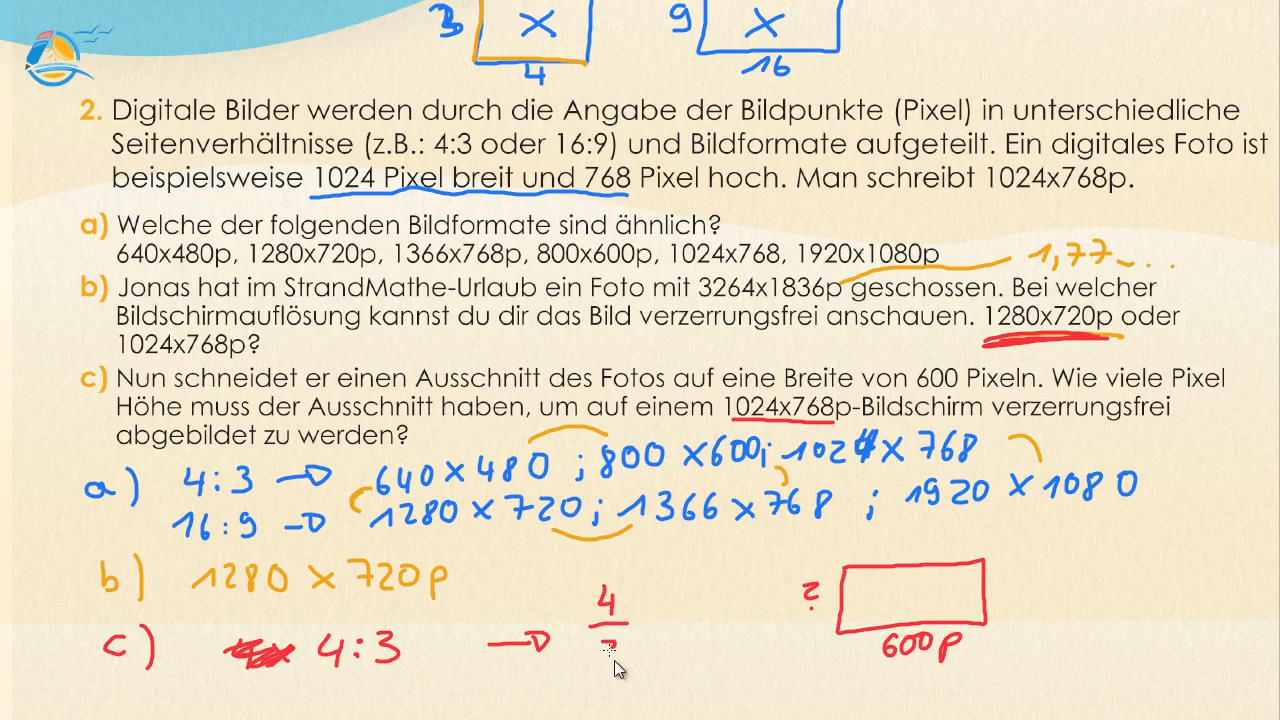 3 X 9 X
4 16
2. Digitale Bilder werden durch die Angabe der Bildpunkte (Pixel) in unterschiedliche
Seitenverhältnisse (z.B.: 4:3 oder 16:9) und Bildformate aufgeteilt. Ein digitales Foto ist
beispielsweise 1024 Pixel breit und 768 Pixel hoch. Man schreibt 1024x768p.
a) Welche der folgenden Bildformate sind ähnlich?
640x480p, 1280x720p, 1366x768p, 800x600p, 1024x768, 1920x1080p 1,77...
b) Jonas hat im StrandMathe-Urlaub ein Foto mit 3264x1836p geschossen. Bei welcher
Bildschirmauflösung kannst du dir das Bild verzerrungsfrei anschauen. 1280x720p oder
1024x768p?
c) Nun schneidet er einen Ausschnitt des Fotos auf eine Breite von 600 Pixeln. Wie viele Pixel
Höhe muss der Ausschnitt haben, um auf einem 1024x768p-Bildschirm verzerrungsfrei
abgebildet zu werden?
a) 4:3 → 640 x 480 ; 800 x 600 ; 1024 x 768
16:9 → 1280 x 720 ; 1366 x 768 ; 1920 x 1080
b) 1280 x 720p
c) 4:3 → 4 ?
600p